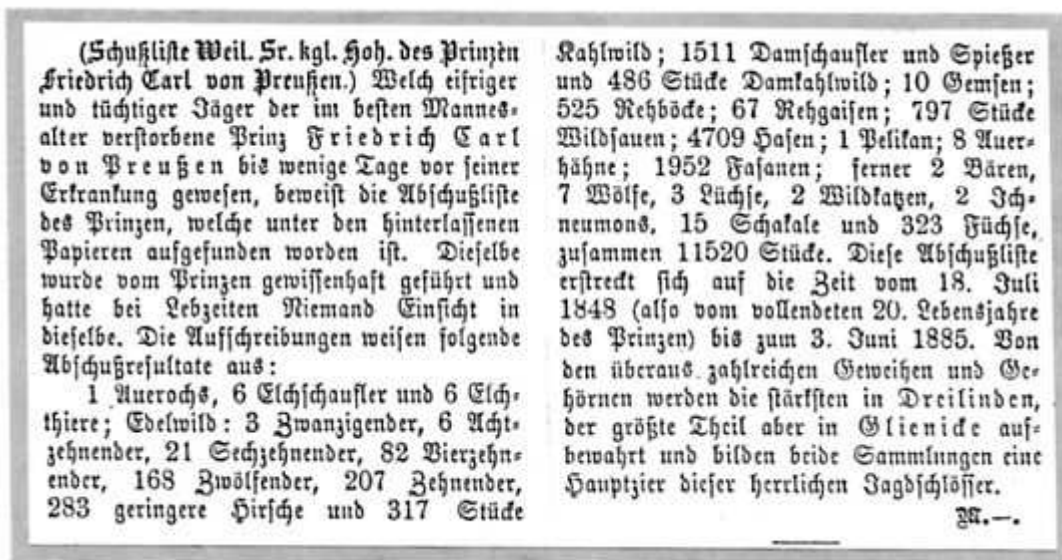 (Schußliste Weil. Sr. kgl. Hoh. des Prinzen
Friedrich Carl von Preußen.) Welch eifriger
und tüchtiger Jäger der im besten Mannes-
alter verstorbene Prinz Friedrich Carl
von Preußen bis wenige Tage vor seiner
Erkrankung gewesen, beweist die Abschußliste
des Prinzen, welche unter den hinterlassenen
Papieren aufgefunden worden ist. Dieselbe
wurde vom Prinzen gewissenhaft geführt und
hatte bei Lebzeiten Niemand Einsicht in
dieselbe. Die Aufschreibungen weisen folgende
Abschußresultate aus:
1 Auerochs, 6 Elchschaufler und 6 Elch-
thiere; Edelwild: 3 Zwanzigender, 6 Acht-
zehnender, 21 Sechzehnender, 82 Vierzehn-
ender, 168 Zwölfender, 207 Zehnender,
283 geringere Hirsche und 317 Stücke
Kahlwild; 1511 Damschaufler und Spießer
und 486 Stücke Damkahlwild; 10 Gemsen;
525 Rehböcke; 67 Rehgaisen; 797 Stücke
Wildsauen; 4709 Hasen; 1 Pelikan; 8 Auer-
hähne; 1952 Fasanen; ferner 2 Bären,
7 Wölfe, 3 Lüchse, 2 Wildkatzen, 2 Ich-
neumons, 15 Schakale und 323 Füchse,
zusammen 11520 Stücke. Diese Abschußliste
erstreckt sich auf die Zeit vom 18. Juli
1848 (also vom vollendeten 20. Lebensjahre
des Prinzen) bis zum 3. Juni 1885. Von
den überaus zahlreichen Geweihen und Ge-
hörnen werden die stärksten in Dreilinden,
der größte Theil aber in Glienicke auf-
bewahrt und bilden beide Sammlungen eine
Hauptzier dieser herrlichen Jagdschlösser.
M.—.